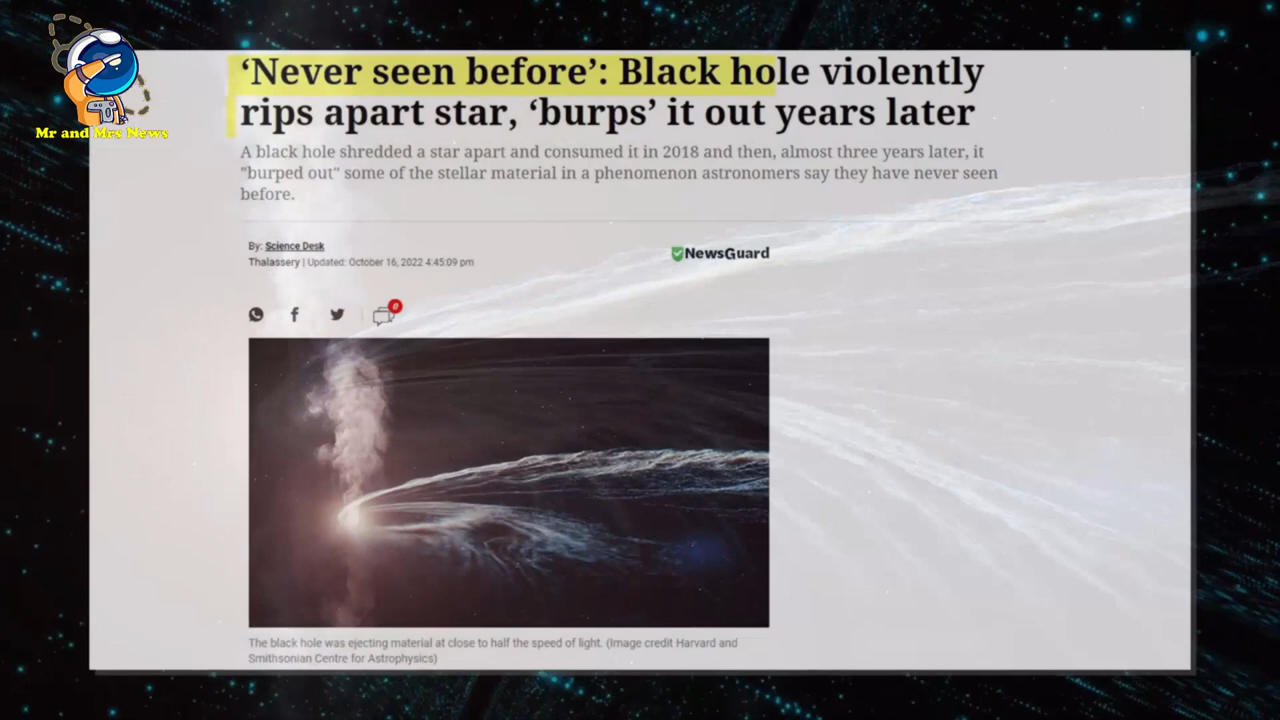 Mr and Mrs News
‘Never seen before’: Black hole violently
rips apart star, ‘burps’ it out years later
A black hole shredded a star apart and consumed it in 2018 and then, almost three years later, it
"burped out" some of the stellar material in a phenomenon astronomers say they have never seen
before.
By: Science Desk
Thalassery | Updated: October 16, 2022 4:45:09 pm
NewsGuard
0
The black hole was ejecting material at close to half the speed of light. (Image credit Harvard and
Smithsonian Centre for Astrophysics)